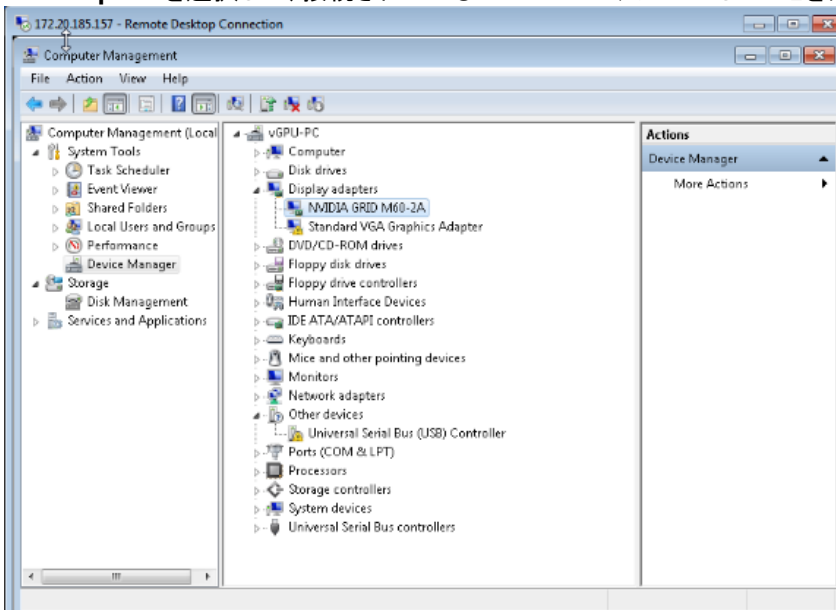 172.20.185.157 - Remote Desktop Connection
Computer Management
File Action View Help
Computer Management (Local
System Tools
Task Scheduler
Event Viewer
Shared Folders
Local Users and Groups
Performance
Device Manager
Storage
Disk Management
Services and Applications
vGPU-PC
Computer
Disk drives
Display adapters
NVIDIA GRID M60-2A
Standard VGA Graphics Adapter
DVD/CD-ROM drives
Floppy disk drives
Floppy drive controllers
Human Interface Devices
IDE ATA/ATAPI controllers
Keyboards
Mice and other pointing devices
Monitors
Network adapters
Other devices
Universal Serial Bus (USB) Controller
Ports (COM & LPT)
Processors
Storage controllers
System devices
Universal Serial Bus controllers
Actions
Device Manager
More Actions